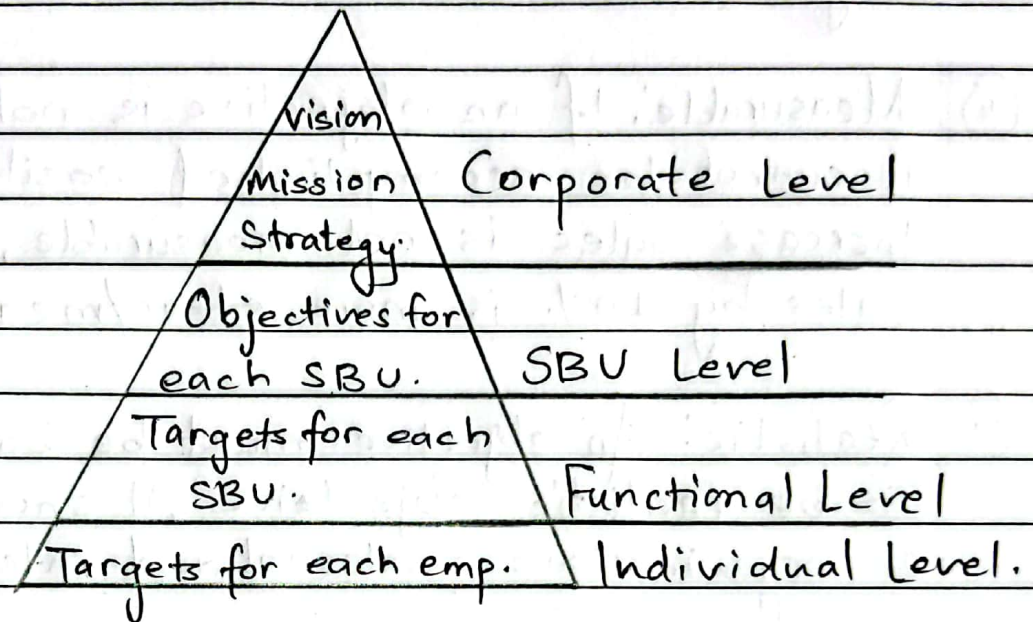 Vision
Mission Corporate Level
Strategy.
Objectives for
each SBU. SBU Level
Targets for each
SBU. Functional Level
Targets for each emp. Individual Level.